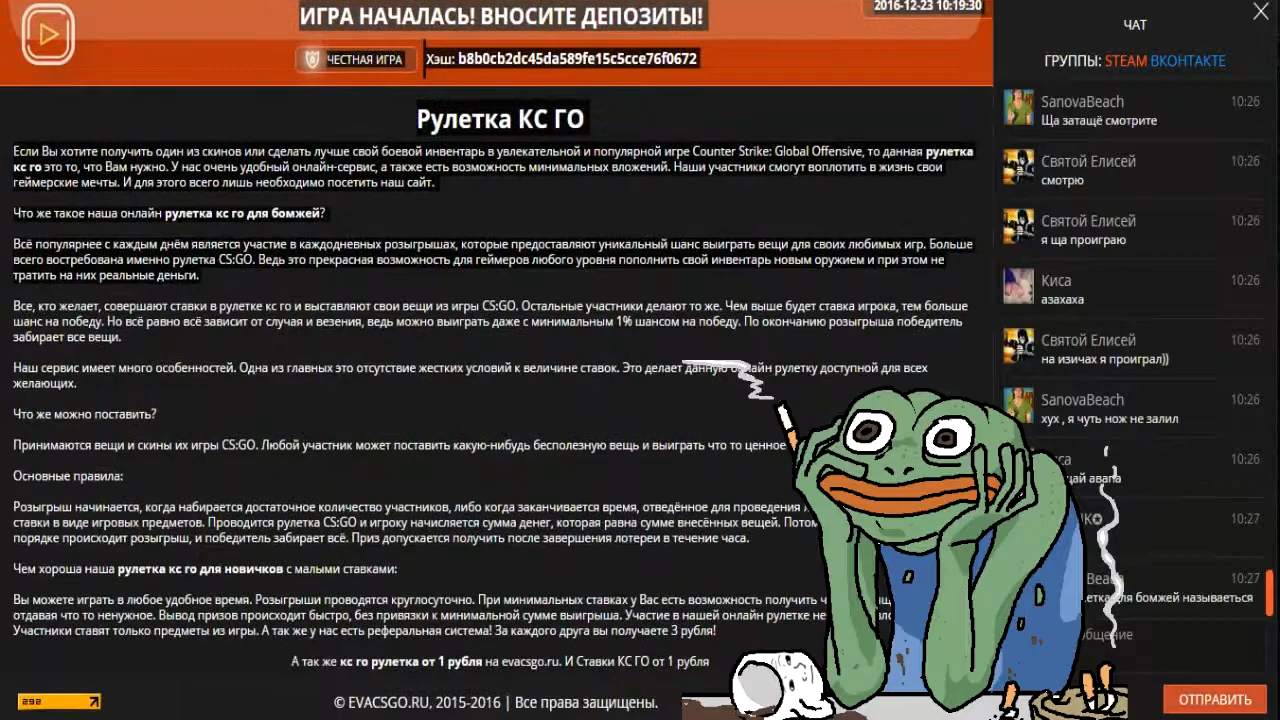 ИГРА НАЧАЛАСЬ! ВНОСИТЕ ДЕПОЗИТЫ!
2016-12-23 10:19:30
ЧЕСТНАЯ ИГРА
Хэш: b8b0cb2dc45da589fe15c5cce76f0672
Рулетка КС ГО
Если Вы хотите получить один из скинов или сделать лучше свой боевой инвентарь в увлекательной и популярной игре Counter Strike: Global Offensive, то данная рулетка
кс го это то, что Вам нужно. У нас очень удобный онлайн-сервис, а также есть возможность минимальных вложений. Наши участники смогут воплотить в жизнь свои
геймерские мечты. И для этого всего лишь необходимо посетить наш сайт.
Что же такое наша онлайн рулетка кс го для бомжей?
Всё популярнее с каждым днём является участие в каждодневных розыгрышах, которые предоставляют уникальный шанс выиграть вещи для своих любимых игр. Больше
всего востребована именно рулетка CS:GO. Ведь это прекрасная возможность для геймеров любого уровня пополнить свой инвентарь новым оружием и при этом не
тратить на них реальные деньги.
Все, кто желает, совершают ставки в рулетке кс го и выставляют свои вещи из игры CS:GO. Остальные участники делают то же. Чем выше будет ставка игрока, тем больше
шанс на победу. Но всё равно всё зависит от случая и везения, ведь можно выиграть даже с минимальным 1% шансом на победу. По окончанию розыгрыша победитель
забирает все вещи.
Наш сервис имеет много особенностей. Одна из главных это отсутствие жестких условий к величине ставок. Это делает данную онлайн рулетку доступной для всех
желающих.
Что же можно поставить?
Принимаются вещи и скины их игры CS:GO. Любой участник может поставить какую-нибудь бесполезную вещь и выиграть что то ценное
Основные правила:
Розыгрыш начинается, когда набирается достаточное количество участников, либо когда заканчивается время, отведённое для проведения
ставки в виде игровых предметов. Проводится рулетка CS:GO и игроку начисляется сумма денег, которая равна сумме внесённых вещей.
порядке происходит розыгрыш, и победитель забирает всё. Приз допускается получить после завершения лотереи в течение часа.
Чем хороша наша рулетка кс го для новичков с малыми ставками:
Вы можете играть в любое удобное время. Розыгрыши проводятся круглосуточно. При минимальных ставках у Вас есть возможность получить
отдавая что то ненужное. Вывод призов происходит быстро, без привязки к минимальной сумме выигрыша. Участие в нашей онлайн рулетке
Участники ставят только предметы из игры. А так же у нас есть реферальная система! За каждого друга вы получаете 3 рубля!
А так же кс го рулетка от 1 рубля на evacsgo.ru. И Ставки КС ГО от 1 рубля
292
© EVACSGO.RU, 2015-2016 | Все права защищены.
ЧАТ
ГРУППЫ: STEAM ВКОНТАКТЕ
SanovaBeach 10:26
Ща затащё смотрите
Святой Елисей 10:26
смотрю
Святой Елисей 10:26
я ща проиграю
Киса 10:26
азахаха
Святой Елисей 10:26
на изичах я проиграл))
SanovaBeach 10:26
хух , я чуть нож не залил
10:26
10:27
10:27
для бомжей называеться
ОТПРАВИТЬ